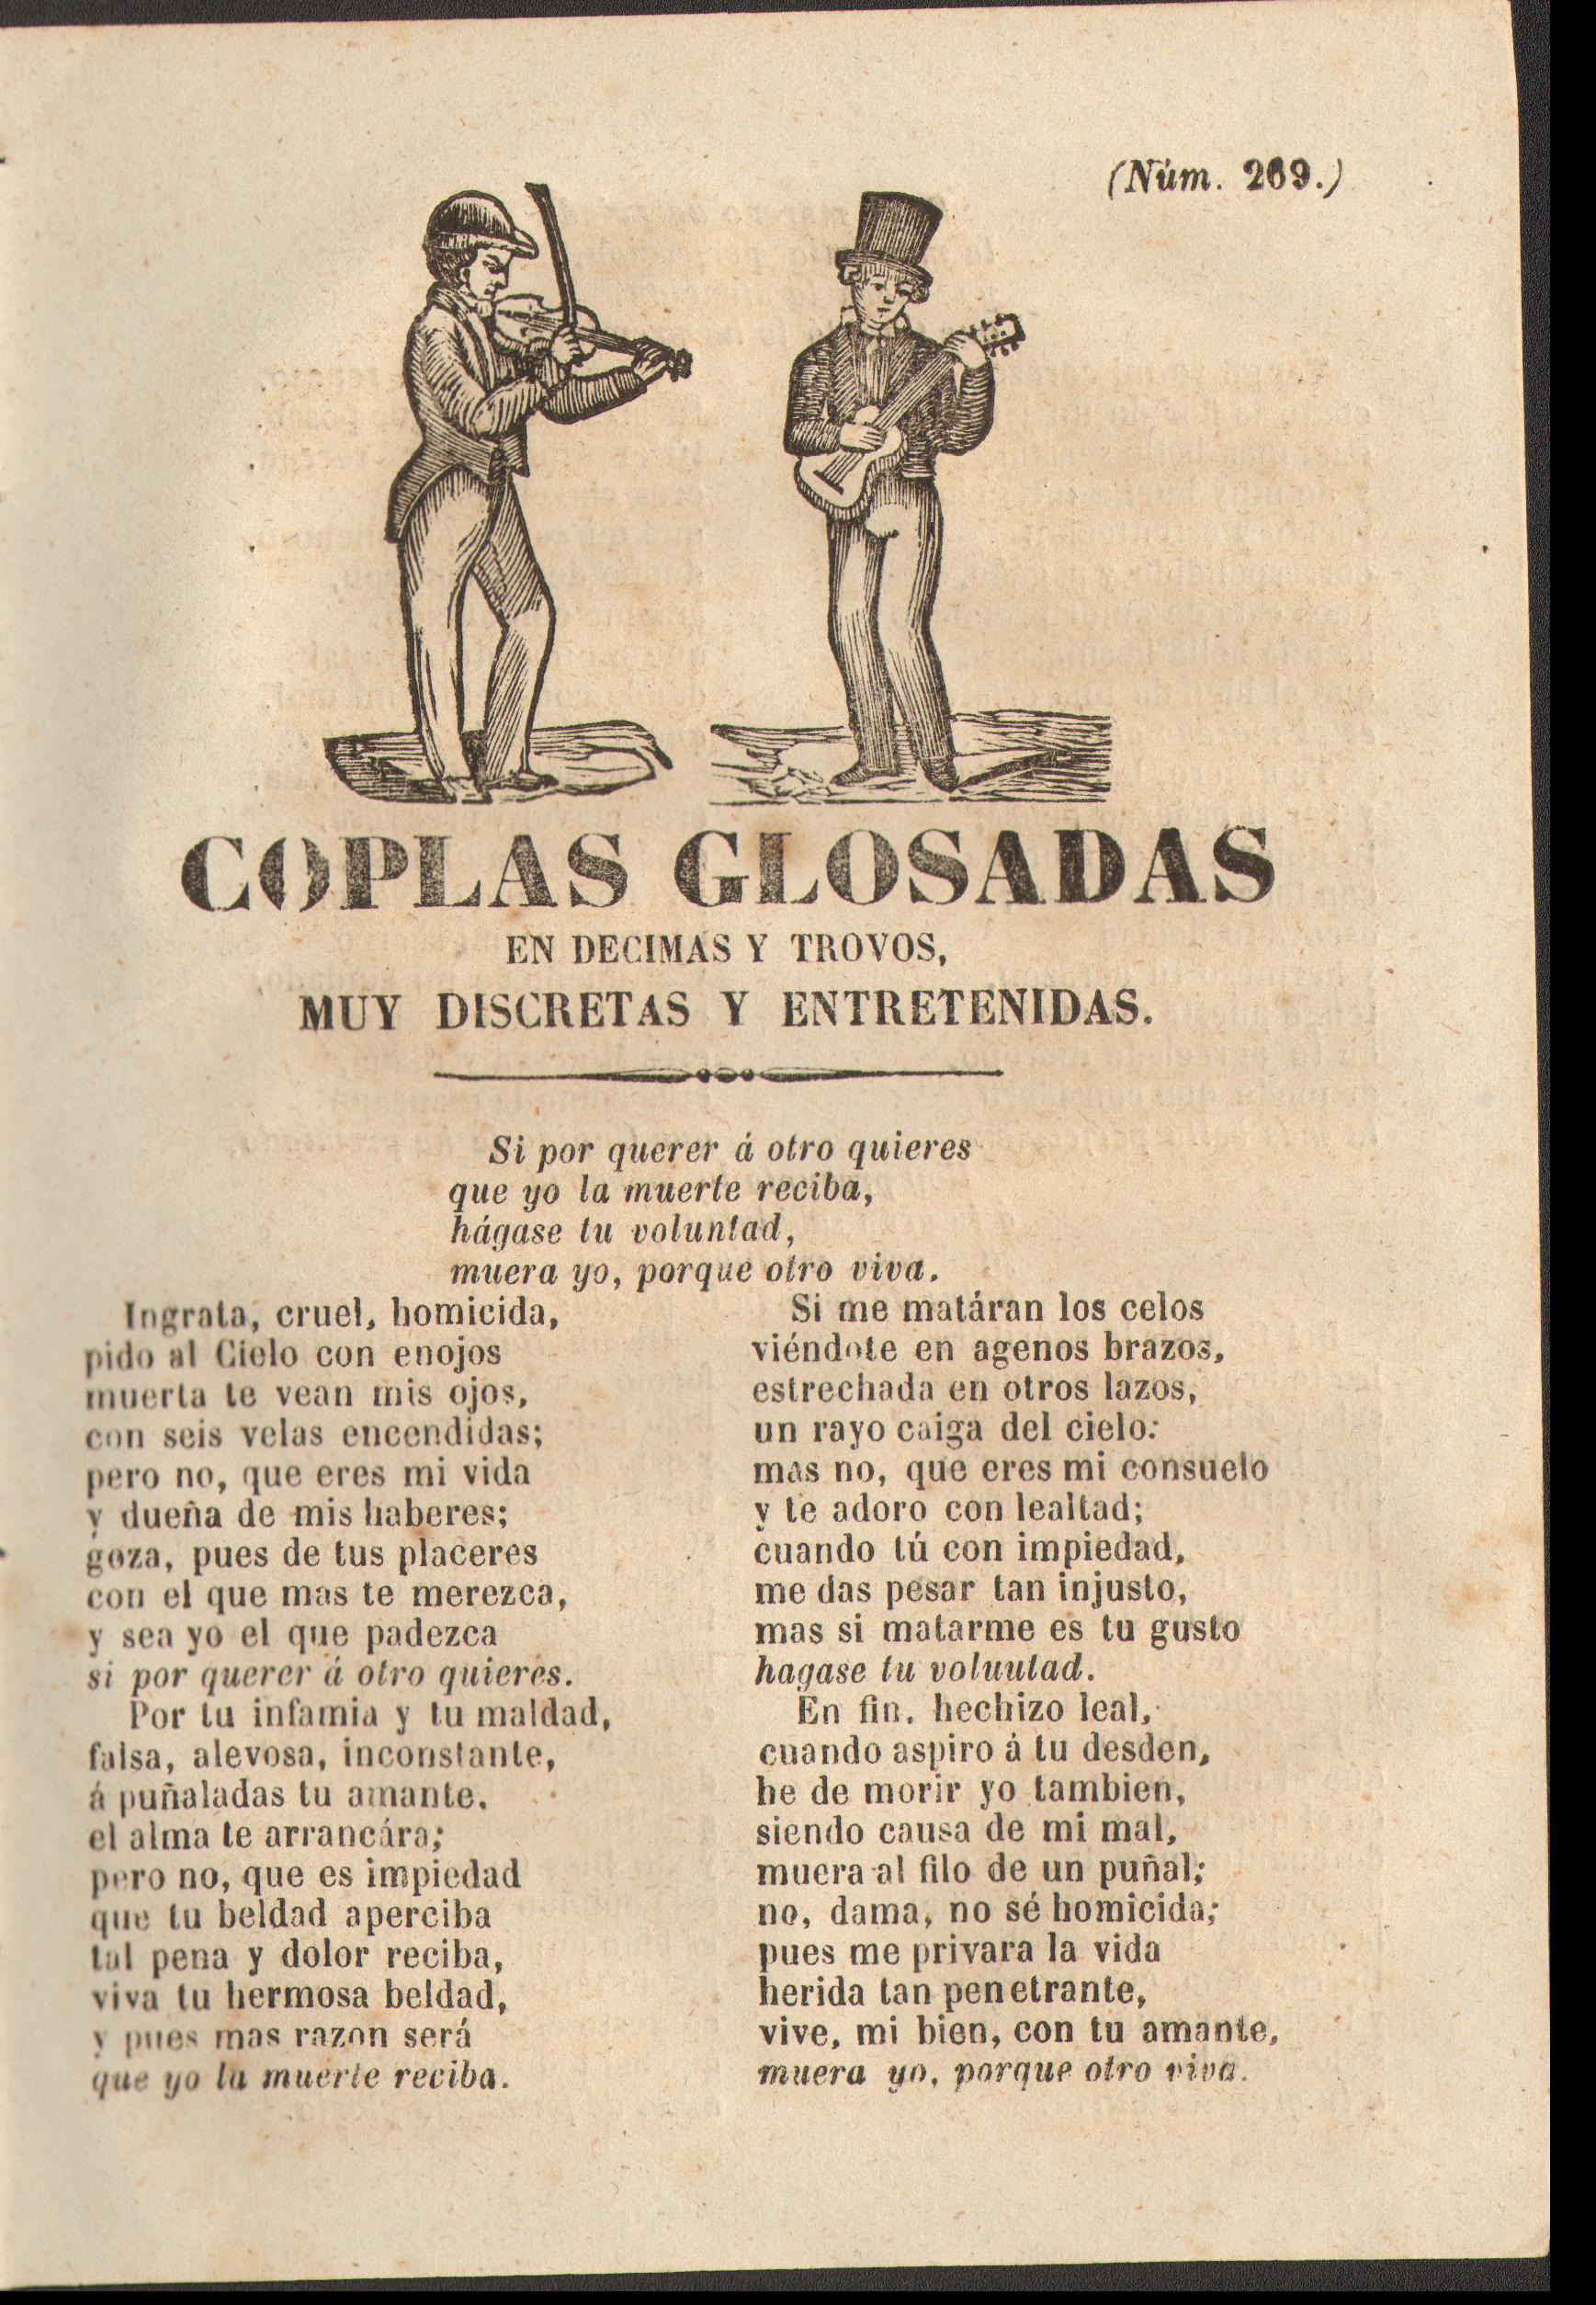 (Núm. 269.)
COPLAS GLOSADAS
EN DECIMAS Y TROVOS,
MUY DISCRETAS Y ENTRETENIDAS.
Si por querer á otro quieres
que yo la muerte reciba,
hágase tu voluntad,
muera yo, porque otro viva.
Ingrata, cruel, homicida,
pido al Cielo con enojos
muerta te vean mis ojos,
con seis velas encendidas;
pero no, que eres mi vida
y dueña de mis haberes;
goza, pues de tus placeres
con el que mas te merezca,
y sea yo el que padezca
si por querer á otro quieres.
Por tu infamia y tu maldad,
falsa, alevosa, inconstante,
á puñaladas tu amante.
el alma te arrancára;
pero no, que es impiedad
que tu beldad aperciba
tal pena y dolor reciba,
viva tu hermosa beldad,
y pues mas razon será
que yo la muerte reciba.
Si me matáran los celos
viéndote en agenos brazos,
estrechada en otros lazos,
un rayo caiga del cielo:
mas no, que eres mi consuelo
y te adoro con lealtad;
cuando tú con impiedad,
me das pesar tan injusto,
mas si matarme es tu gusto
hagase tu voluutad.
En fin. hechizo leal,
cuando aspiro á tu desden,
he de morir yo tambien,
siendo causa de mi mal,
muera al filo de un puñal;
no, dama, no sé homicida;
pues me privara la vida
herida tan penetrante,
vive, mi bien, con tu amante,
muera yo, porque otro viva.